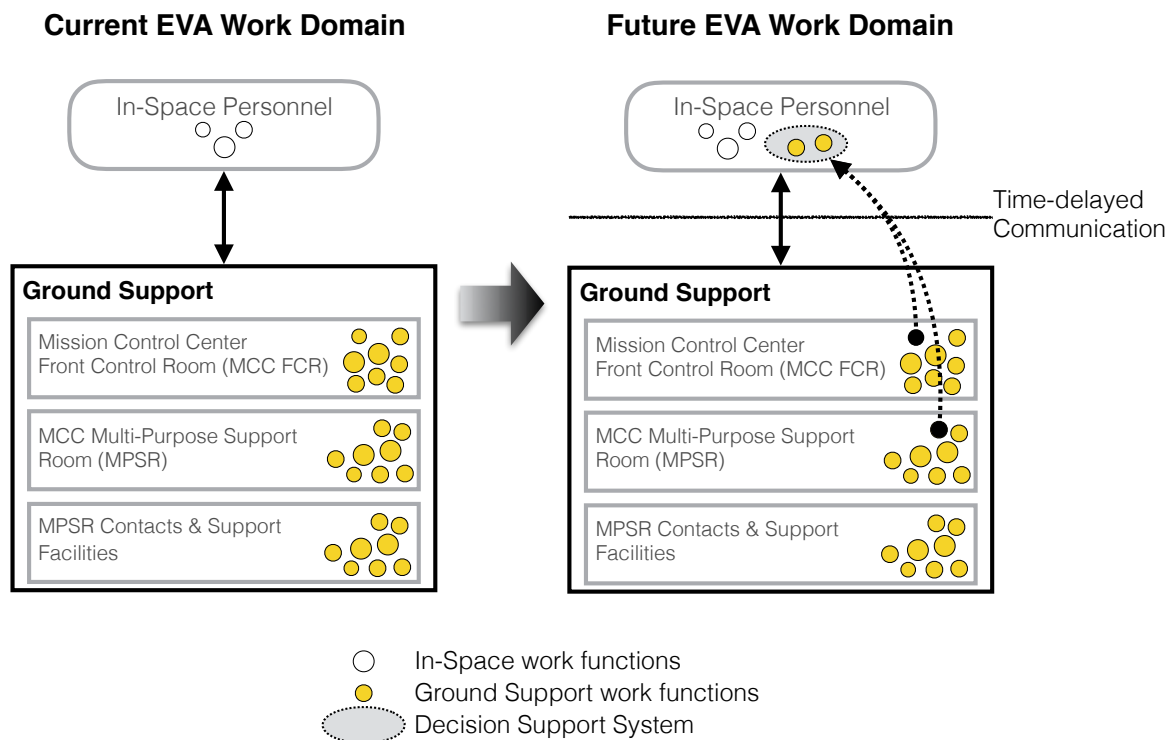 Current EVA Work Domain
In-Space Personnel
Ground Support
Mission Control Center
Front Control Room (MCC FCR)
MCC Multi-Purpose Support
Room (MPSR)
MPSR Contacts & Support
Facilities
Future EVA Work Domain
In-Space Personnel
Time-delayed
Communication
Ground Support
Mission Control Center
Front Control Room (MCC FCR)
MCC Multi-Purpose Support
Room (MPSR)
MPSR Contacts & Support
Facilities
In-Space work functions
Ground Support work functions
Decision Support System